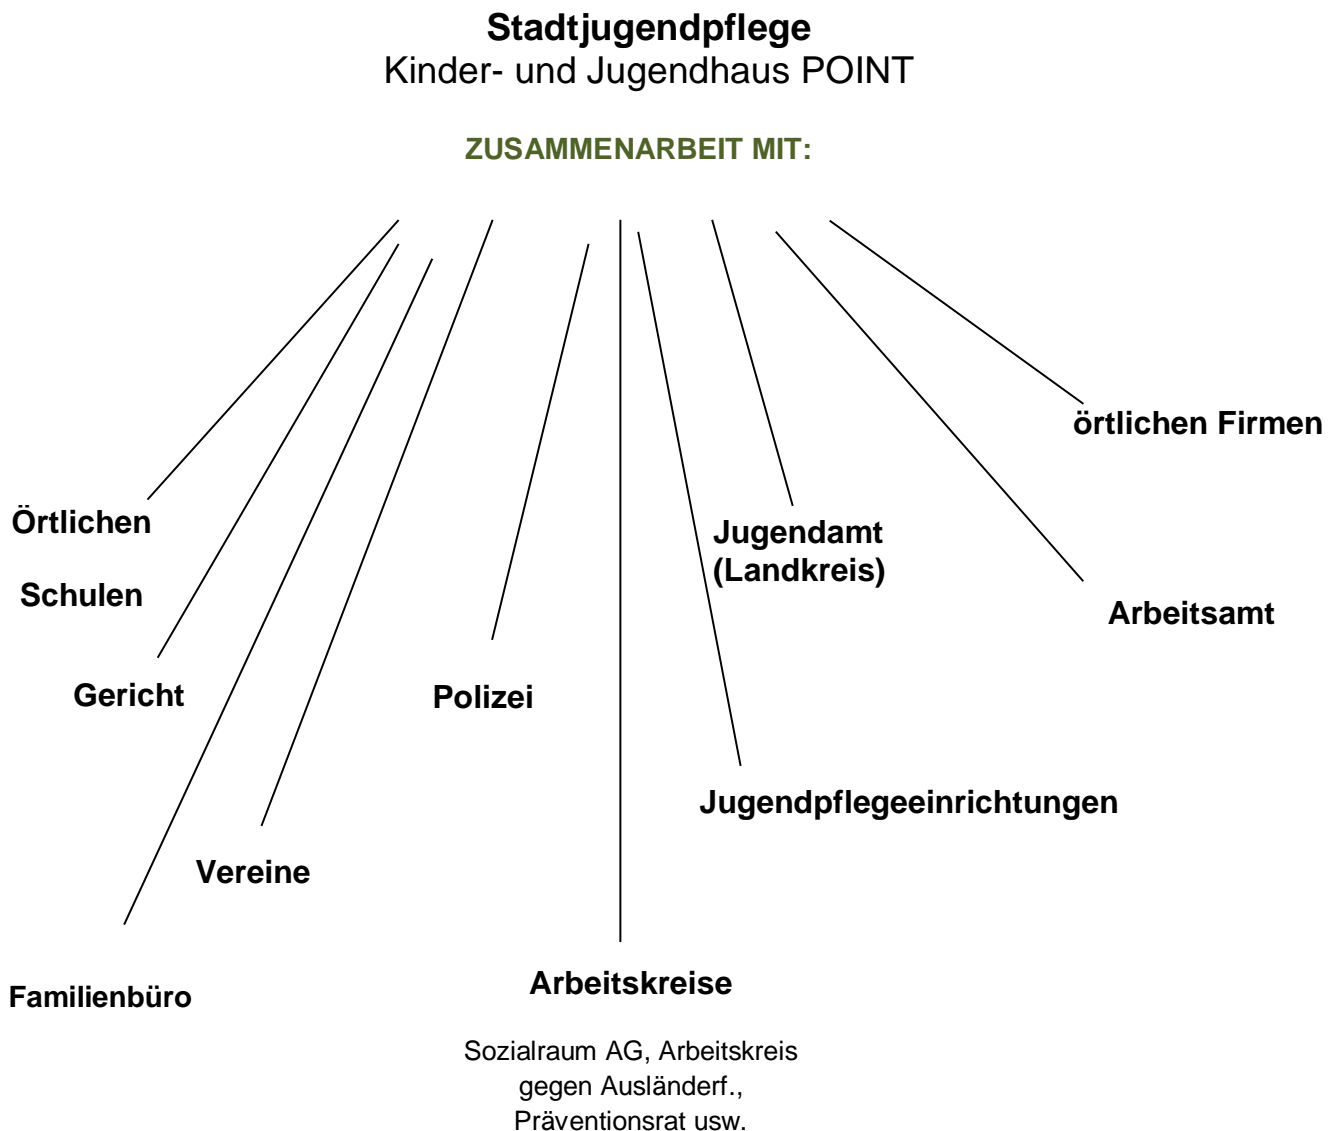 Stadtjugendpflege
Kinder- und Jugendhaus POINT
ZUSAMMENARBEIT MIT:
örtlichen Firmen
Örtlichen
Schulen
Jugendamt
(Landkreis)
Arbeitsamt
Gericht
Polizei
Jugendpflegeeinrichtungen
Vereine
Familienbüro
Arbeitskreise
Sozialraum AG, Arbeitskreis
gegen Ausländerf.,
Präventionsrat usw.